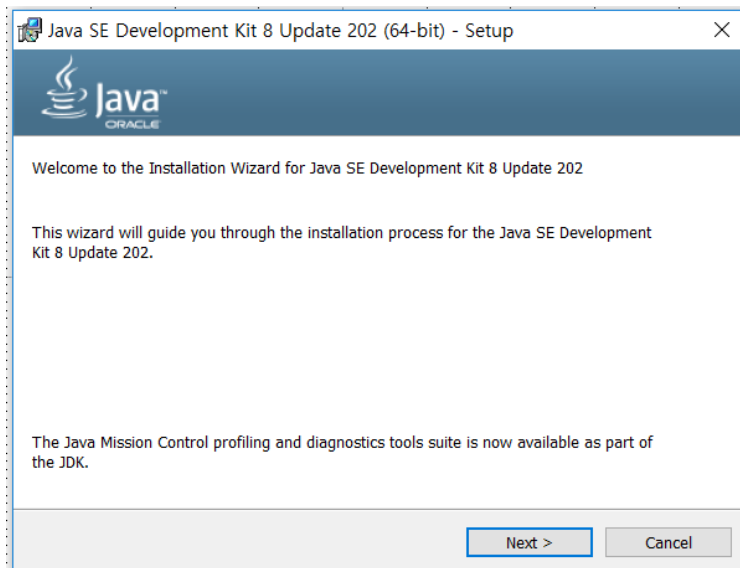 Java SE Development Kit 8 Update 202 (64-bit) - Setup
Java™
ORACLE
Welcome to the Installation Wizard for Java SE Development Kit 8 Update 202
This wizard will guide you through the installation process for the Java SE Development
Kit 8 Update 202.
The Java Mission Control profiling and diagnostics tools suite is now available as part of
the JDK.
Next >
Cancel